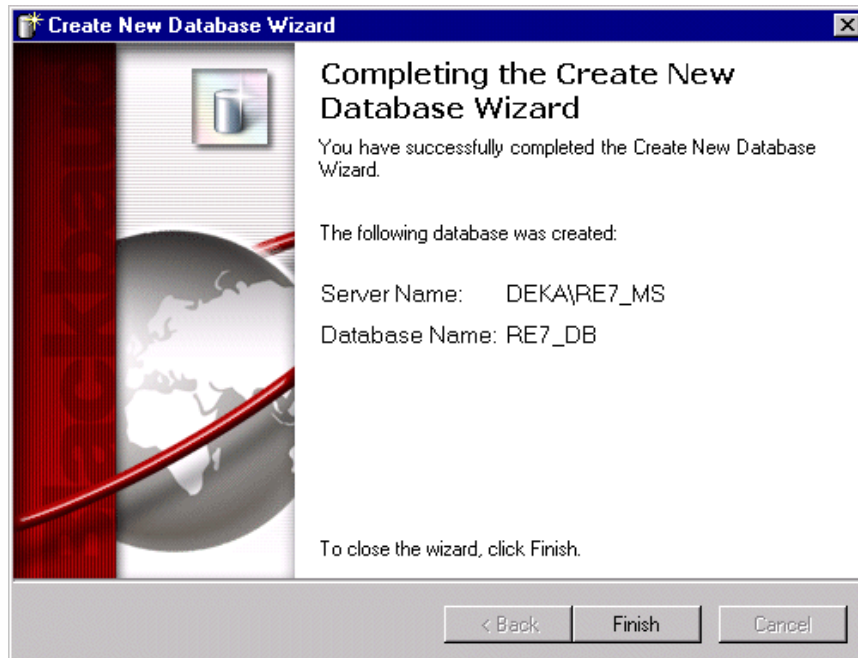 Create New Database Wizard
Completing the Create New
Database Wizard
You have successfully completed the Create New Database
Wizard.
The following database was created:
Server Name: DEKA\RE7_MS
Database Name: RE7_DB
To close the wizard, click Finish.
< Back Finish Cancel